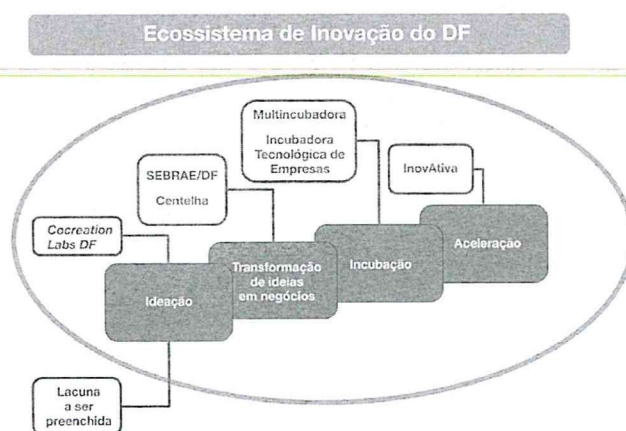 Ecossistema de Inovação do DF
Multincubadora
Incubadora
Tecnológica de
Empresas
SEBRAE/DF
Centelha
InovAtiva
Cocreation
Labs DF
Ideação
Transformação
de ideias
em negócios
Incubação
Aceleração
Lacuna
a ser
preenchida